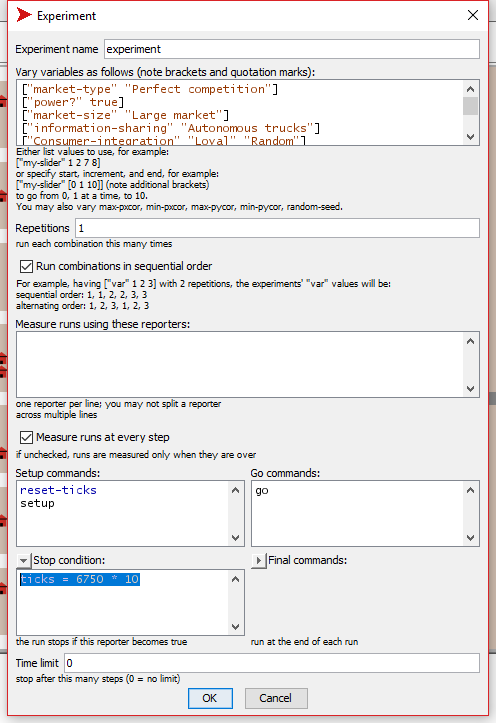 Experiment
Experiment name experiment
Vary variables as follows (note brackets and quotation marks):
["market-type" "Perfect competition"]
["power?" true]
["market-size" "Large market"]
["information-sharing" "Autonomous trucks"]
["Consumer-integration" "Loyal" "Random"]
Either list values to use, for example:
["my-slider" 1 2 7 8]
or specify start, increment, and end, for example:
["my-slider" [0 1 10]] (note additional brackets)
to go from 0, 1 at a time, to 10.
You may also vary max-pxcor, min-pxcor, max-pycor, min-pycor, random-seed.
Repetitions 1
run each combination this many times
Run combinations in sequential order
For example, having ["var" 1 2 3] with 2 repetitions, the experiments' "var" values will be:
sequential order: 1, 1, 2, 2, 3, 3
alternating order: 1, 2, 3, 1, 2, 3
Measure runs using these reporters:
one reporter per line; you may not split a reporter
across multiple lines
Measure runs at every step
if unchecked, runs are measured only when they are over
Setup commands: Go commands:
reset-ticks go
setup
Stop condition: Final commands:
ticks = 6750 * 10
the run stops if this reporter becomes true run at the end of each run
Time limit 0
stop after this many steps (0 = no limit)
OK Cancel